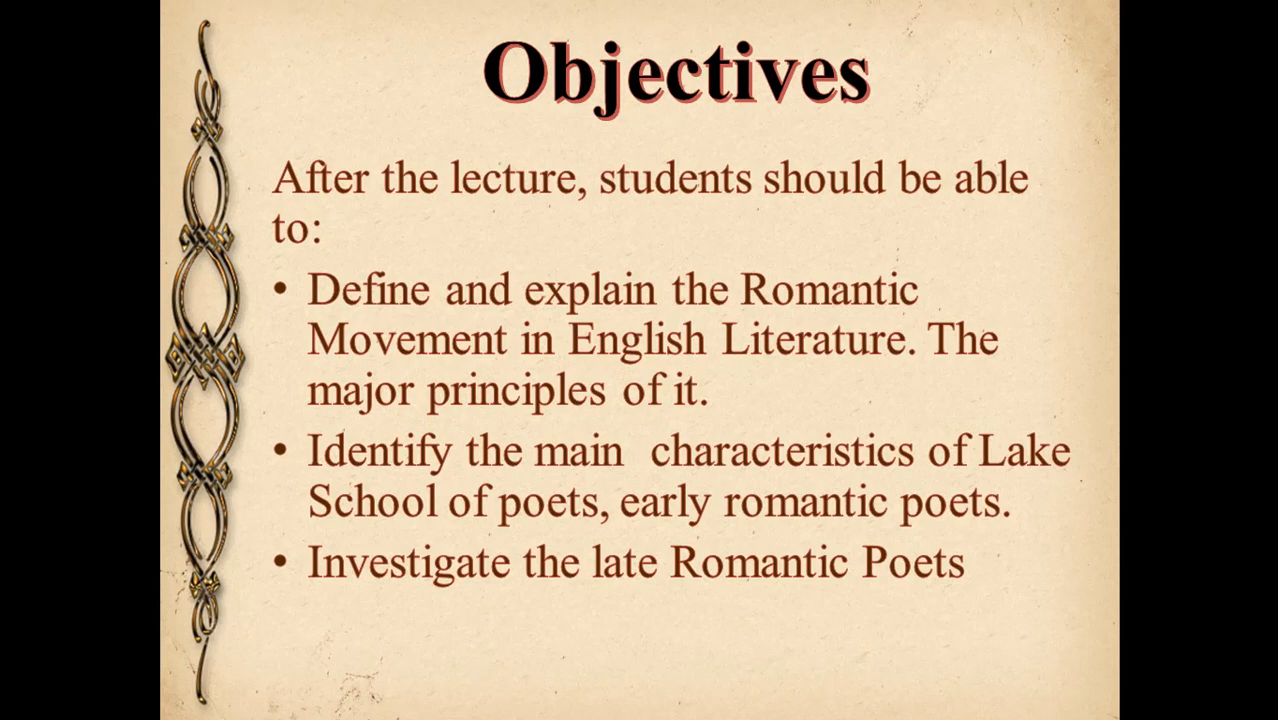 Objectives
After the lecture, students should be able
to:
• Define and explain the Romantic
Movement in English Literature. The
major principles of it.
• Identify the main characteristics of Lake
School of poets, early romantic poets.
• Investigate the late Romantic Poets